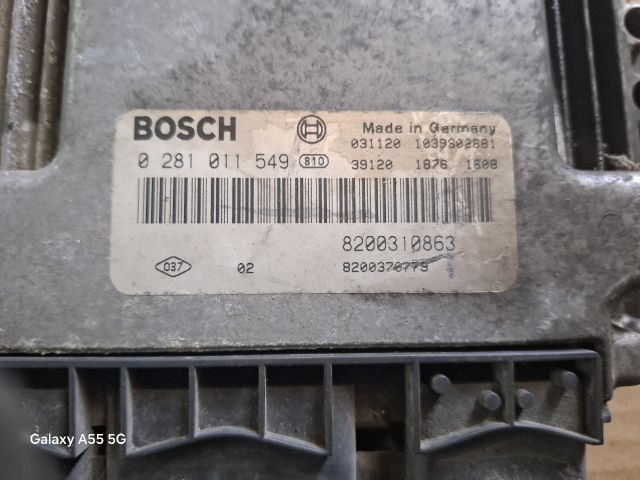 BOSCH
Made in Germany
031120 1039S02681
0 281 011 549 810
39120 1876 1608
8200310863
037 02 8200376779
Galaxy A55 5G